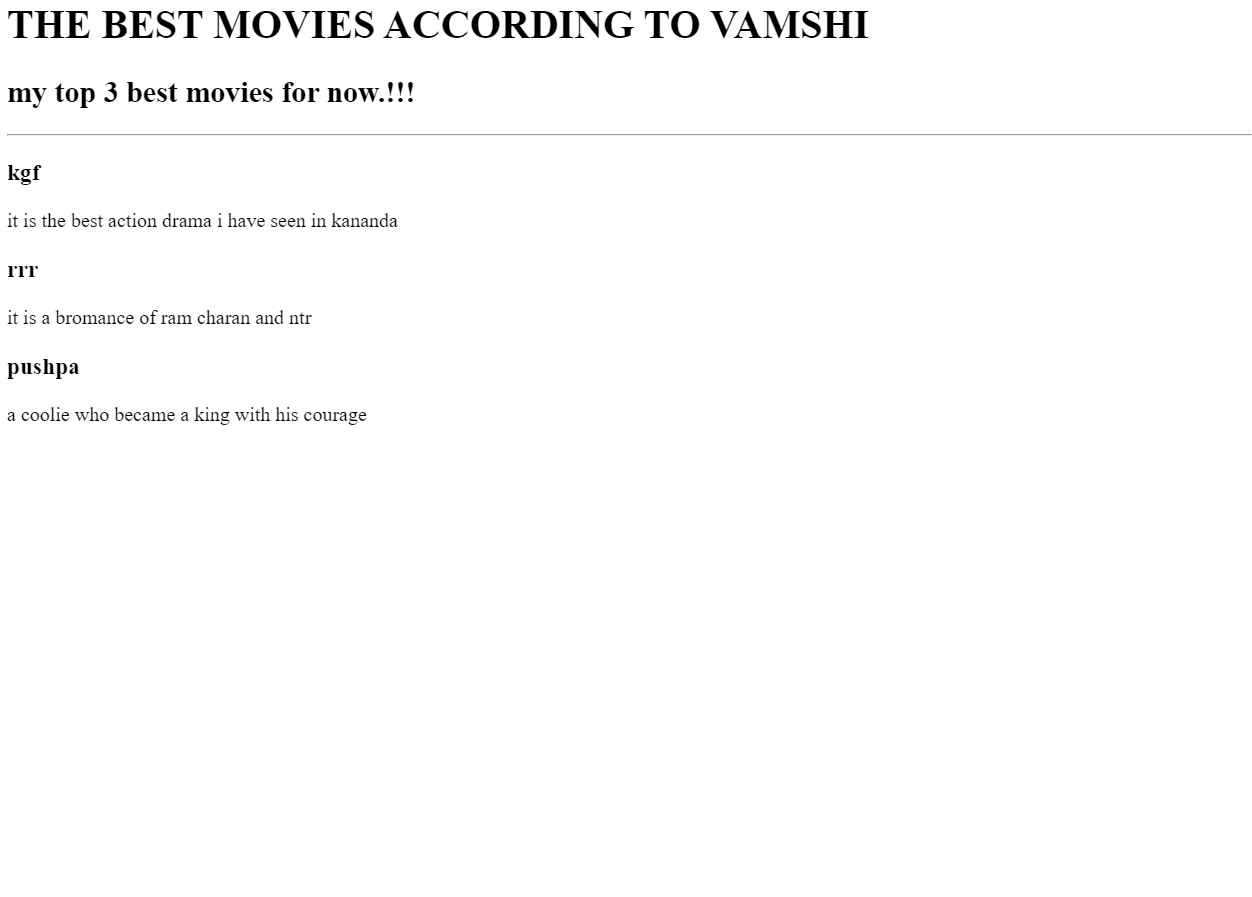 THE BEST MOVIES ACCORDING TO VAMSHI
my top 3 best movies for now.!!!
kgf
it is the best action drama i have seen in kananda
rrr
it is a bromance of ram charan and ntr
pushpa
a coolie who became a king with his courage